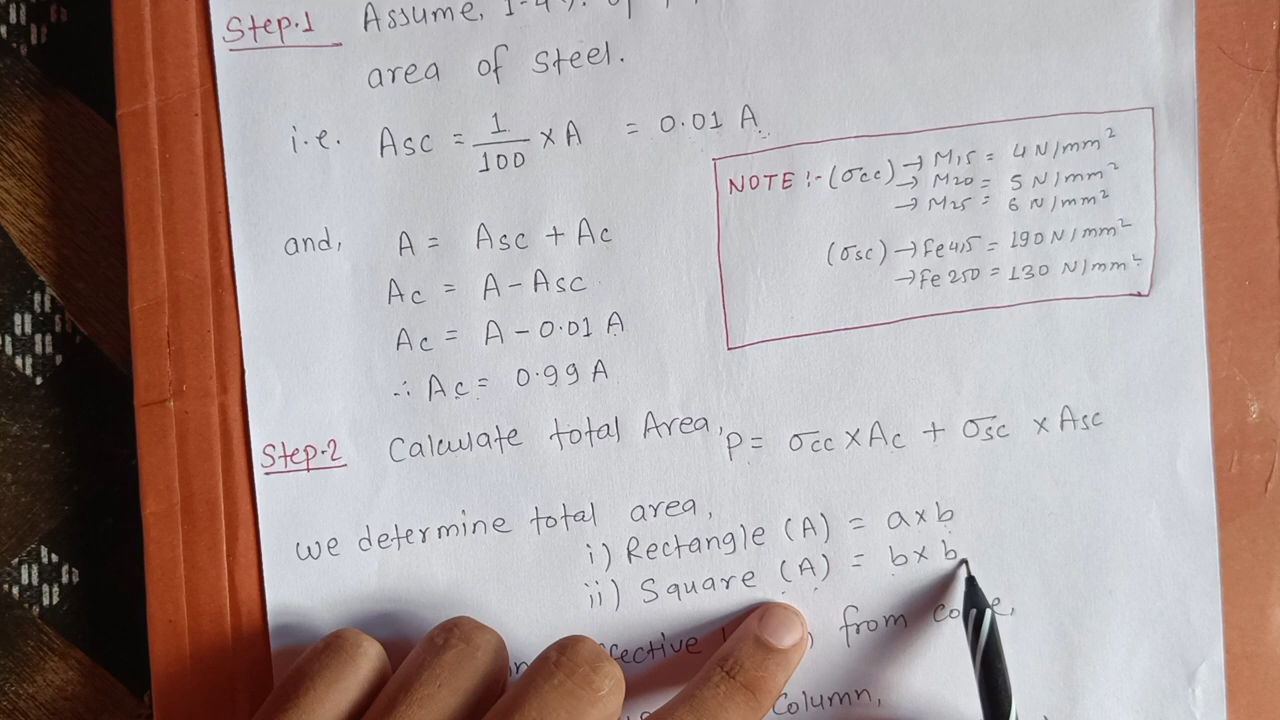 Step.1 Assume, 1-4%
area of steel.
i.e. Asc = 1/100 × A = 0.01 A
NOTE :- (σcc) → M15 = 4 N/mm²
→ M20 = 5 N/mm²
→ M25 = 6 N/mm²
(σsc) → Fe415 = 190 N/mm²
→ Fe 250 = 130 N/mm²
and, A = Asc + Ac
Ac = A - Asc
Ac = A - 0.01 A
∴ Ac = 0.99 A
Step-2 Calculate total Area, P = σcc × Ac + σsc × Asc
we determine total area,
i) Rectangle (A) = a × b
ii) Square (A) = b × b
from code,
column,